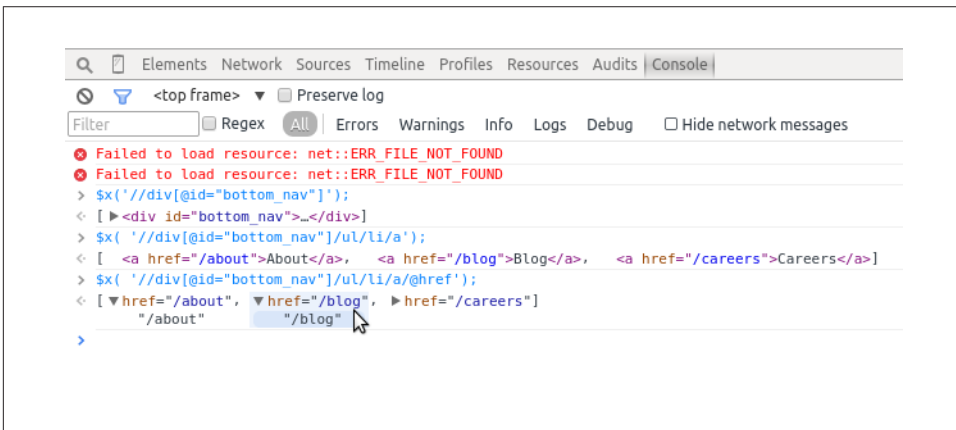 Elements Network Sources Timeline Profiles Resources Audits Console
<top frame> ▼ Preserve log
Filter Regex All Errors Warnings Info Logs Debug Hide network messages
Failed to load resource: net::ERR_FILE_NOT_FOUND
Failed to load resource: net::ERR_FILE_NOT_FOUND
> $x('//div[@id="bottom_nav"]');
<· [ ▶<div id="bottom_nav">…</div>]
> $x( '//div[@id="bottom_nav"]/ul/li/a');
<· [ <a href="/about">About</a>, <a href="/blog">Blog</a>, <a href="/careers">Careers</a>]
> $x( '//div[@id="bottom_nav"]/ul/li/a/@href');
<· [ ▼href="/about", ▼href="/blog", ▶href="/careers"]
"/about" "/blog"
>